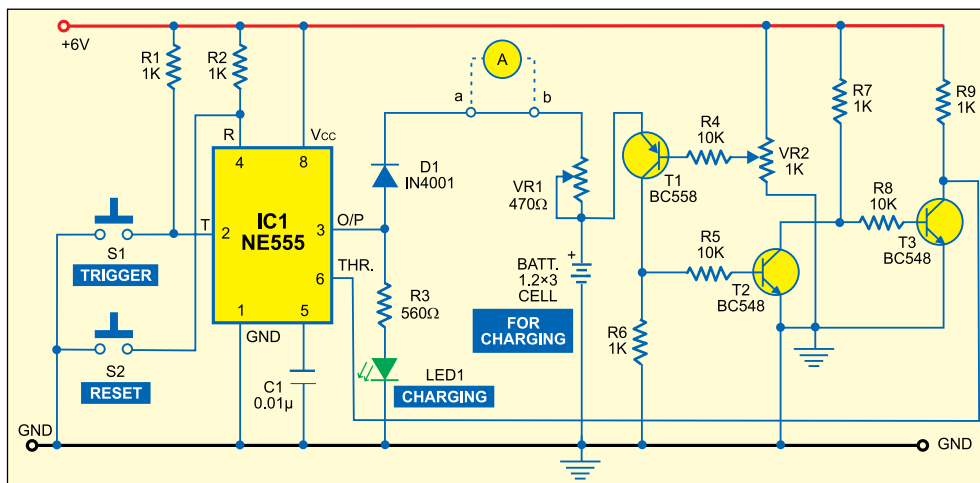 +6V
R1
1K
R2
1K
A
a
b
R
VCC
4
8
IC1
NE555
T
2
3
O/P
6
THR.
1
5
GND
S1
TRIGGER
S2
RESET
C1
0.01µ
D1
IN4001
R3
560Ω
LED1
CHARGING
VR1
470Ω
+
BATT.
1.2×3
CELL
FOR
CHARGING
T1
BC558
R4
10K
VR2
1K
R5
10K
R6
1K
T2
BC548
R7
1K
R8
10K
R9
1K
T3
BC548
GND
GND